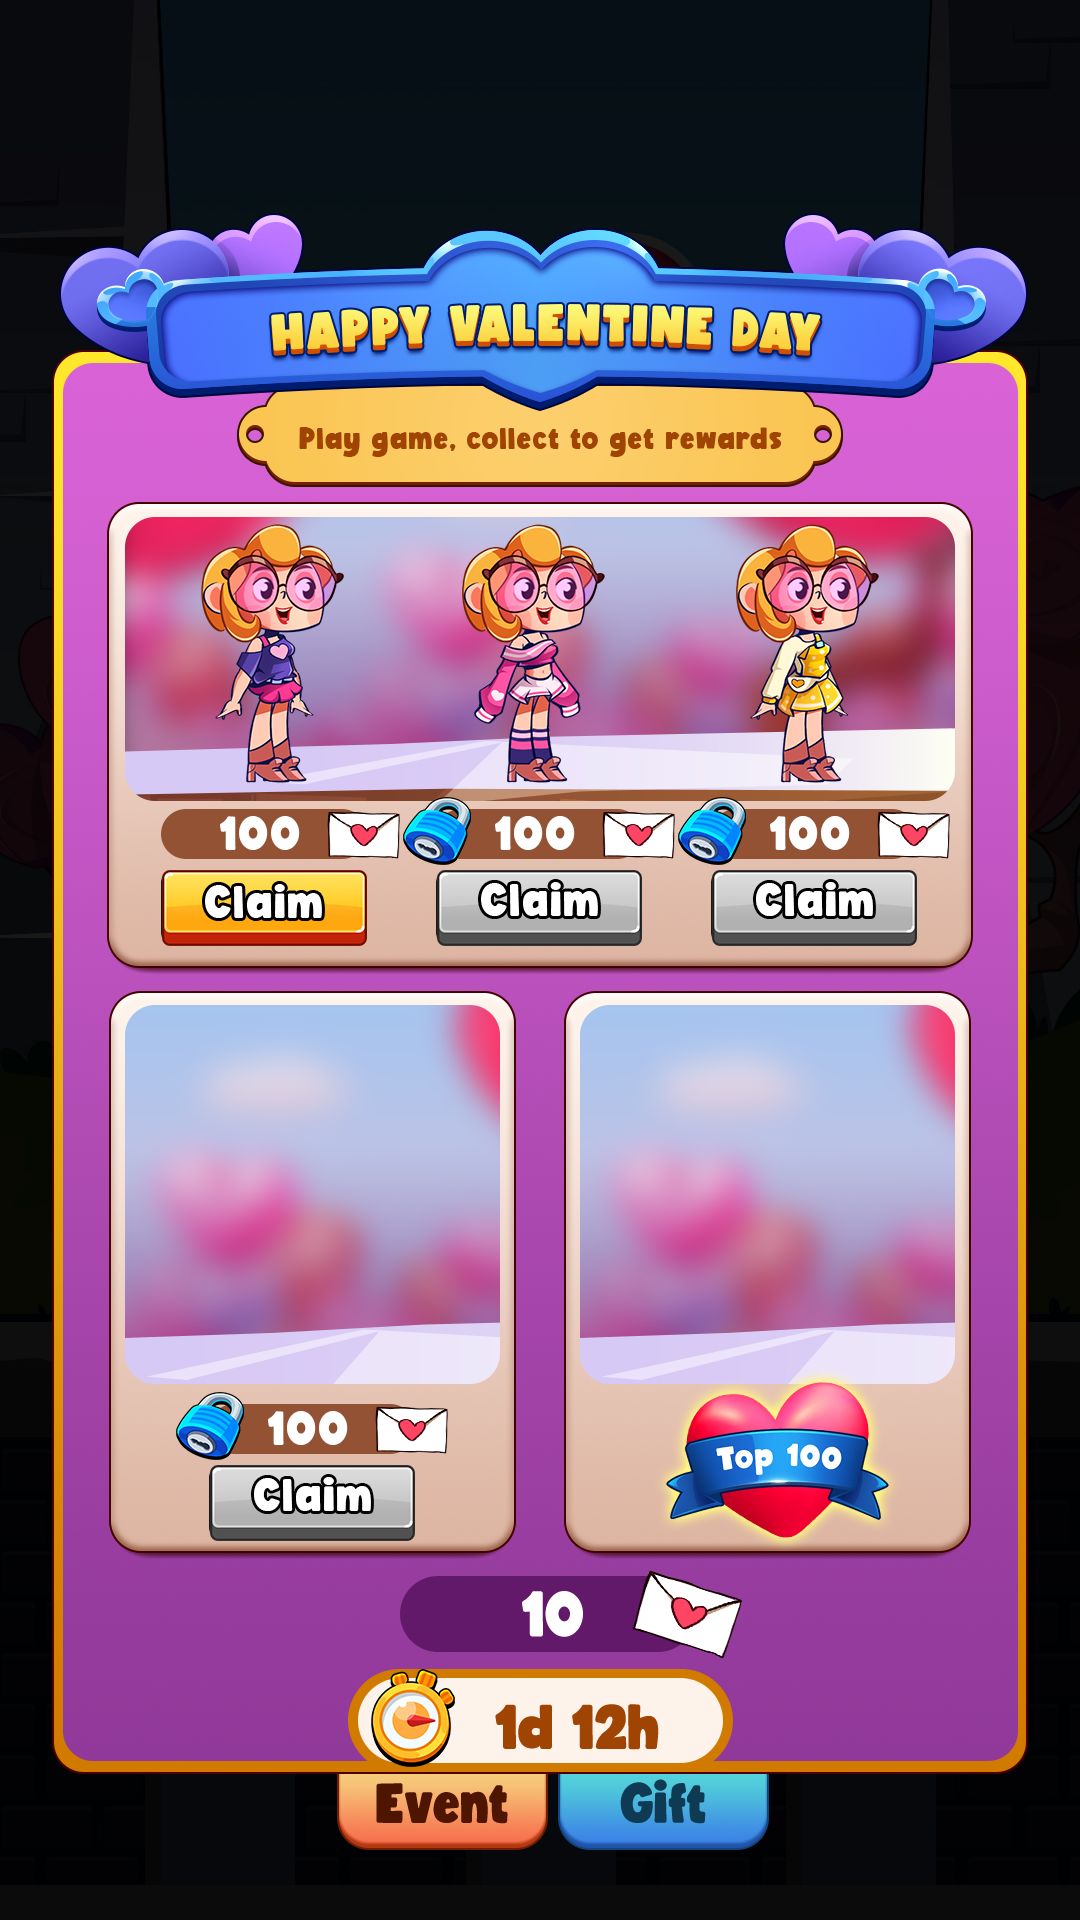 HAPPY VALENTINE DAY
Play game, collect to get rewards
100 100 100
Claim Claim Claim
100
Top 100
Claim
10
1d 12h
Event Gift